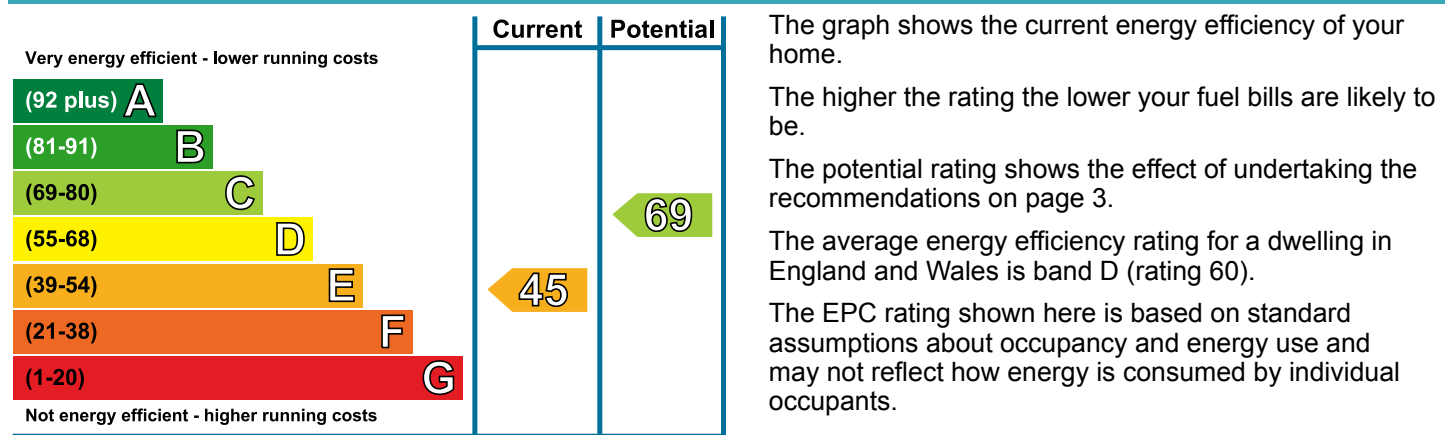 Current Potential
Very energy efficient - lower running costs
(92 plus) A
(81-91) B
(69-80) C
(55-68) D
(39-54) E
(21-38) F
(1-20) G
Not energy efficient - higher running costs
45
69
The graph shows the current energy efficiency of your
home.
The higher the rating the lower your fuel bills are likely to
be.
The potential rating shows the effect of undertaking the
recommendations on page 3.
The average energy efficiency rating for a dwelling in
England and Wales is band D (rating 60).
The EPC rating shown here is based on standard
assumptions about occupancy and energy use and
may not reflect how energy is consumed by individual
occupants.